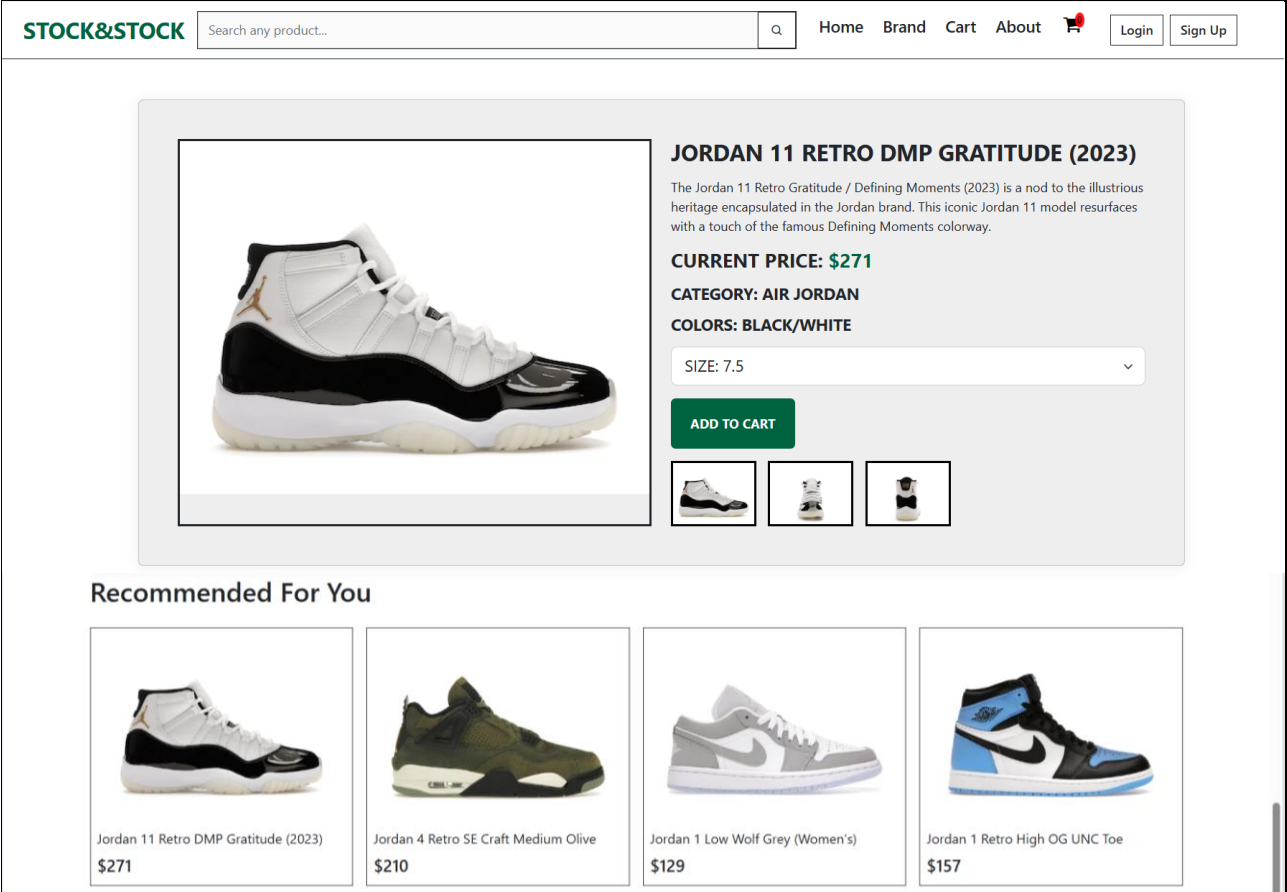 STOCK&STOCK
Search any product...
Home Brand Cart About
0
Login Sign Up
JORDAN 11 RETRO DMP GRATITUDE (2023)
The Jordan 11 Retro Gratitude / Defining Moments (2023) is a nod to the illustrious
heritage encapsulated in the Jordan brand. This iconic Jordan 11 model resurfaces
with a touch of the famous Defining Moments colorway.
CURRENT PRICE: $271
CATEGORY: AIR JORDAN
COLORS: BLACK/WHITE
SIZE: 7.5
ADD TO CART
Recommended For You
Jordan 11 Retro DMP Gratitude (2023)
$271
Jordan 4 Retro SE Craft Medium Olive
$210
Jordan 1 Low Wolf Grey (Women's)
$129
Jordan 1 Retro High OG UNC Toe
$157